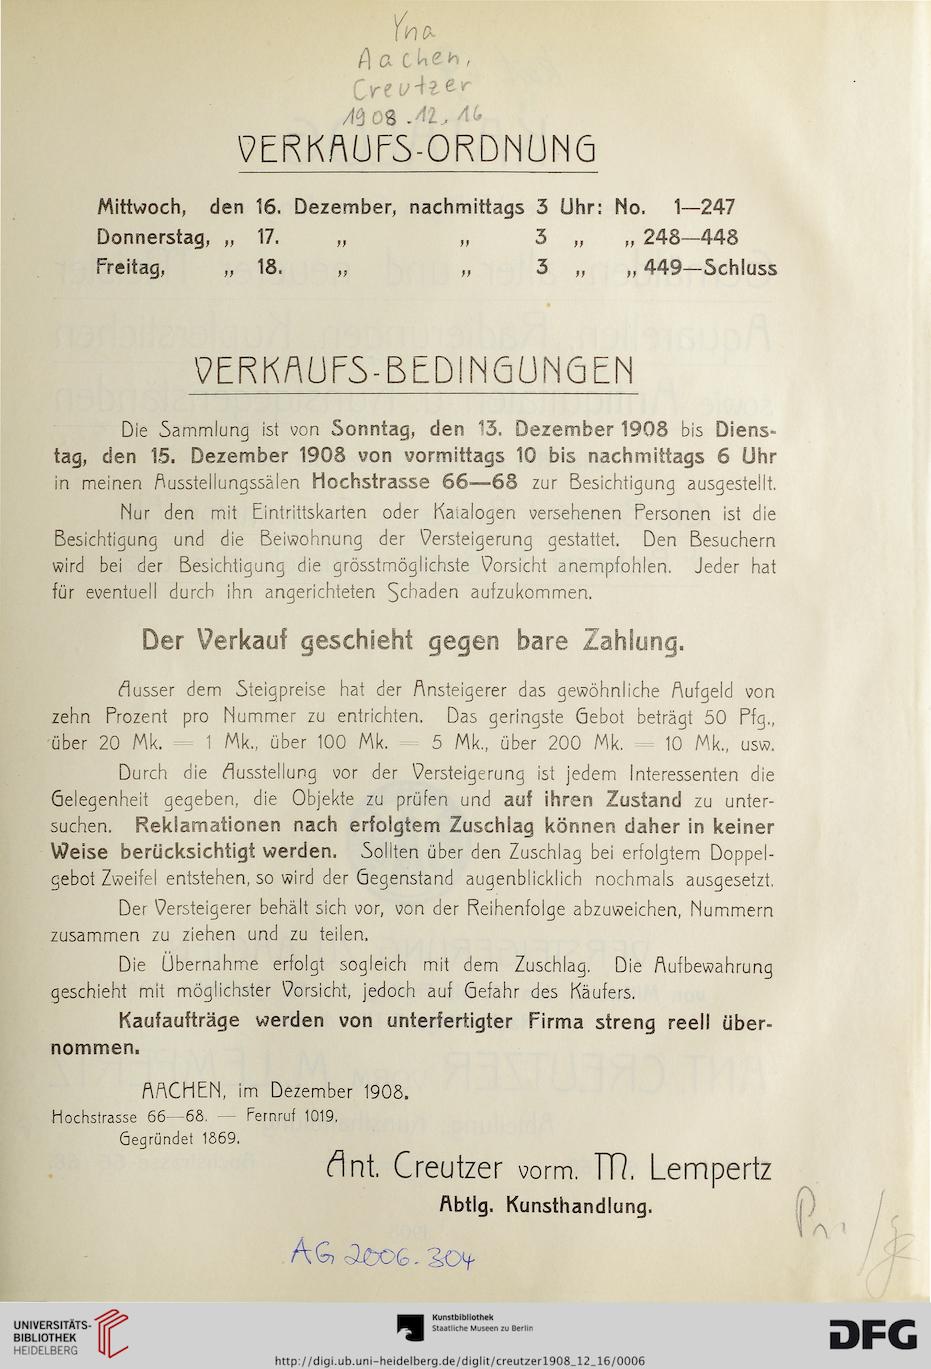 Yna
Aachen,
Creutzer
1908.12.16
VERKAUFS-ORDNUNG
Mittwoch, den 16. Dezember, nachmittags 3 Uhr: No. 1—247
Donnerstag, „ 17. „ „ 3 „ „ 248—448
Freitag, „ 18. „ „ 3 „ „ 449—Schluss
VERKAUFS-BEDINGUNGEN
Die Sammlung ist von Sonntag, den 13. Dezember 1908 bis Diens-
tag, den 15. Dezember 1908 von vormittags 10 bis nachmittags 6 Uhr
in meinen Ausstellungssälen Hochstrasse 66—68 zur Besichtigung ausgestellt.
Nur den mit Eintrittskarten oder Katalogen versehenen Personen ist die
Besichtigung und die Beiwohnung der Versteigerung gestattet. Den Besuchern
wird bei der Besichtigung die grösstmöglichste Vorsicht anempfohlen. Jeder hat
für eventuell durch ihn angerichteten Schaden aufzukommen.
Der Verkauf geschieht gegen bare Zahlung.
Ausser dem Steigpreise hat der Ansteigerer das gewöhnliche Aufgeld von
zehn Prozent pro Nummer zu entrichten. Das geringste Gebot beträgt 50 Pfg.,
über 20 Mk. = 1 Mk., über 100 Mk. = 5 Mk., über 200 Mk. = 10 Mk., usw.
Durch die Ausstellung vor der Versteigerung ist jedem Interessenten die
Gelegenheit gegeben, die Objekte zu prüfen und auf ihren Zustand zu unter-
suchen. Reklamationen nach erfolgtem Zuschlag können daher in keiner
Weise berücksichtigt werden. Sollten über den Zuschlag bei erfolgtem Doppel-
gebot Zweifel entstehen, so wird der Gegenstand augenblicklich nochmals ausgesetzt.
Der Versteigerer behält sich vor, von der Reihenfolge abzuweichen, Nummern
zusammen zu ziehen und zu teilen.
Die Übernahme erfolgt sogleich mit dem Zuschlag. Die Aufbewahrung
geschieht mit möglichster Vorsicht, jedoch auf Gefahr des Käufers.
Kaufaufträge werden von unterfertigter Firma streng reell über-
nommen.
AACHEN, im Dezember 1908.
Hochstrasse 66—68. — Fernruf 1019.
Gegründet 1869.
Ant. Creutzer vorm. M. Lempertz
Abtlg. Kunsthandlung.
AG 2006.304
UNIVERSITÄTS-
BIBLIOTHEK
HEIDELBERG
Kunstbibliothek
Staatliche Museen zu Berlin
DFG
http://digi.ub.uni-heidelberg.de/diglit/creutzer1908_12_16/0006